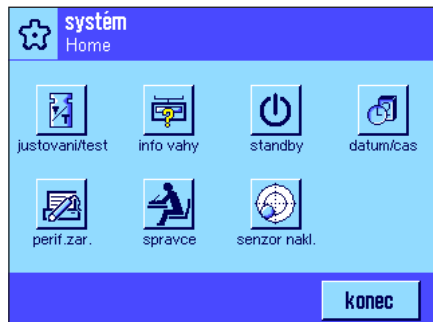 systém
Home
justovani/test
info vahy
standby
datum/cas
perif.zar.
spravce
senzor nakl.
konec